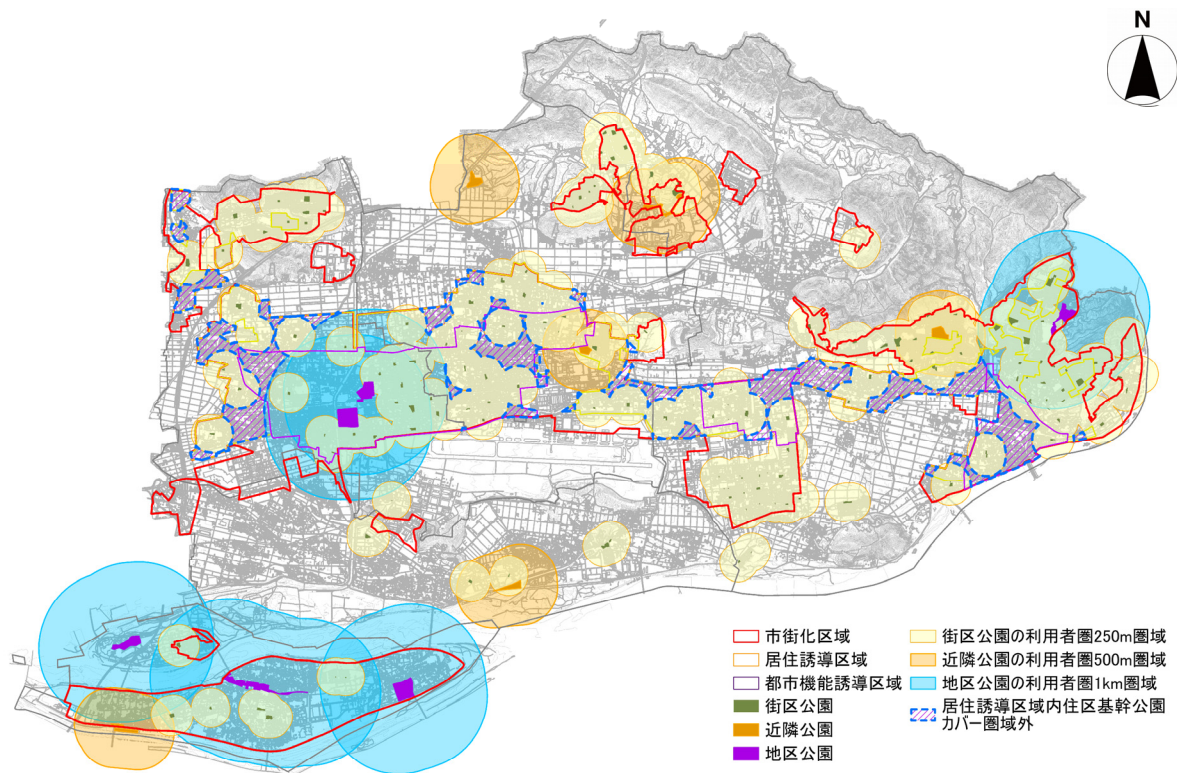 N
市街化区域
居住誘導区域
都市機能誘導区域
街区公園
近隣公園
地区公園
街区公園の利用者圏250m圏域
近隣公園の利用者圏500m圏域
地区公園の利用者圏1km圏域
居住誘導区域内住区基幹公園
カバー圏域外